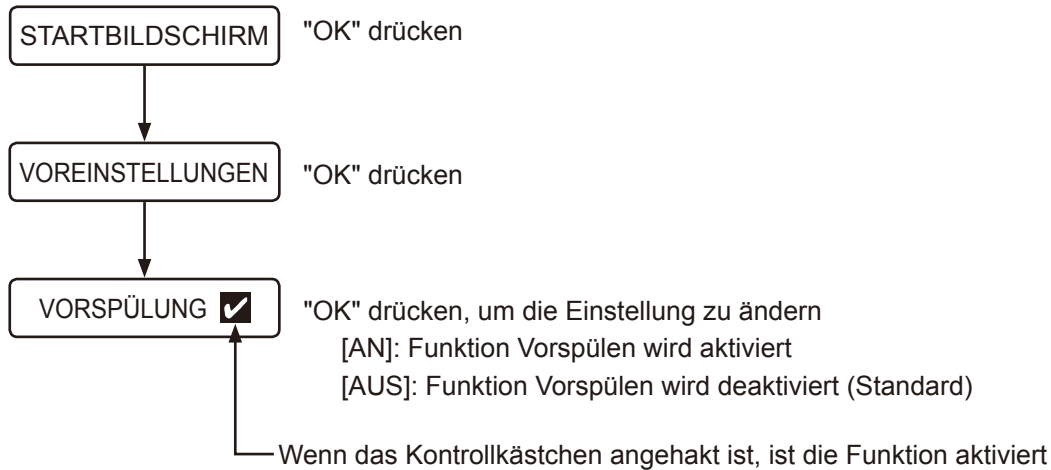 STARTBILDSCHIRM
"OK" drücken
VOREINSTELLUNGEN
"OK" drücken
VORSPÜLUNG ✔
"OK" drücken, um die Einstellung zu ändern
[AN]: Funktion Vorspülen wird aktiviert
[AUS]: Funktion Vorspülen wird deaktiviert (Standard)
Wenn das Kontrollkästchen angehakt ist, ist die Funktion aktiviert